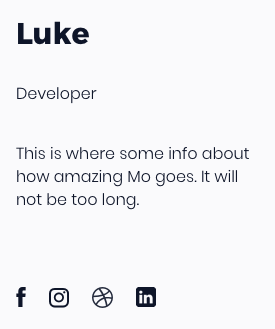 Luke
Developer
This is where some info about
how amazing Mo goes. It will
not be too long.